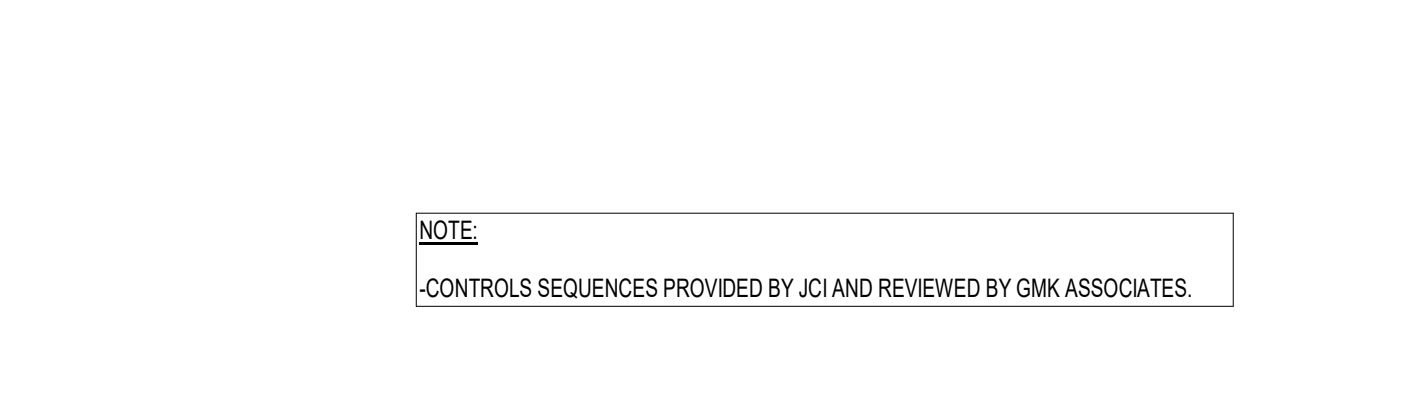 NOTE:
-CONTROLS SEQUENCES PROVIDED BY JCI AND REVIEWED BY GMK ASSOCIATES.